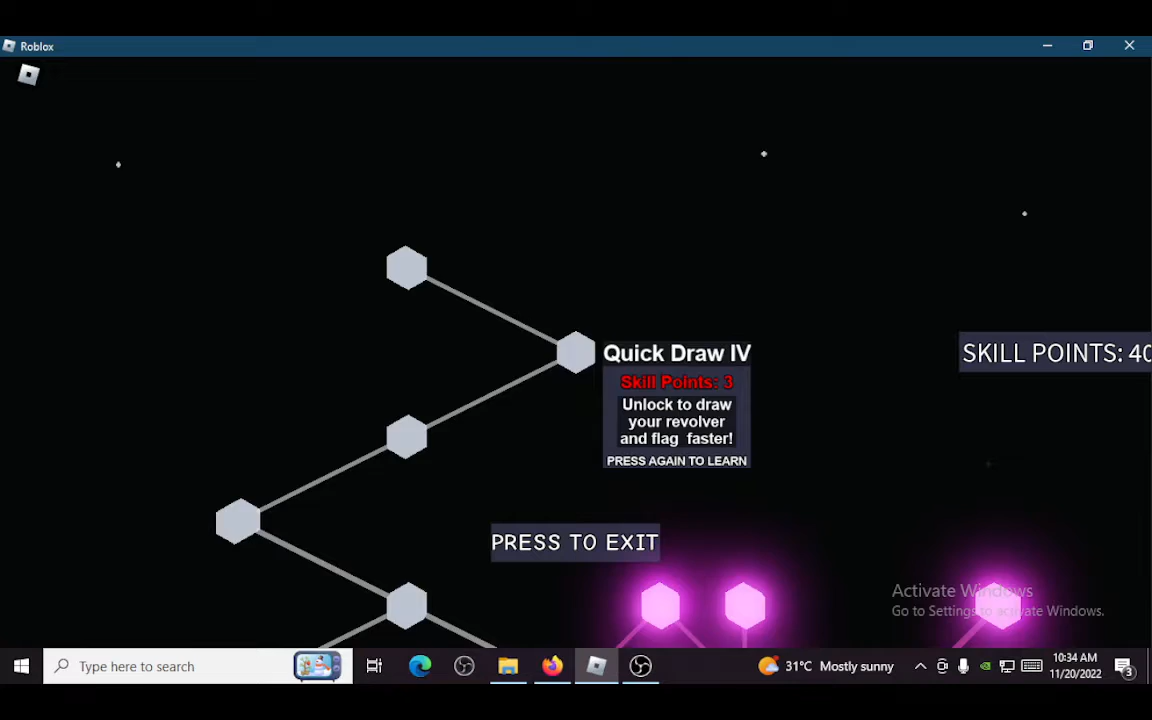 Roblox
Quick Draw IV
Skill Points: 3
Unlock to draw
your revolver
and flag faster!
PRESS AGAIN TO LEARN
SKILL POINTS: 40
PRESS TO EXIT
Activate Windows
Go to Settings to activate Windows.
Type here to search
31°C Mostly sunny
10:34 AM
11/20/2022
3